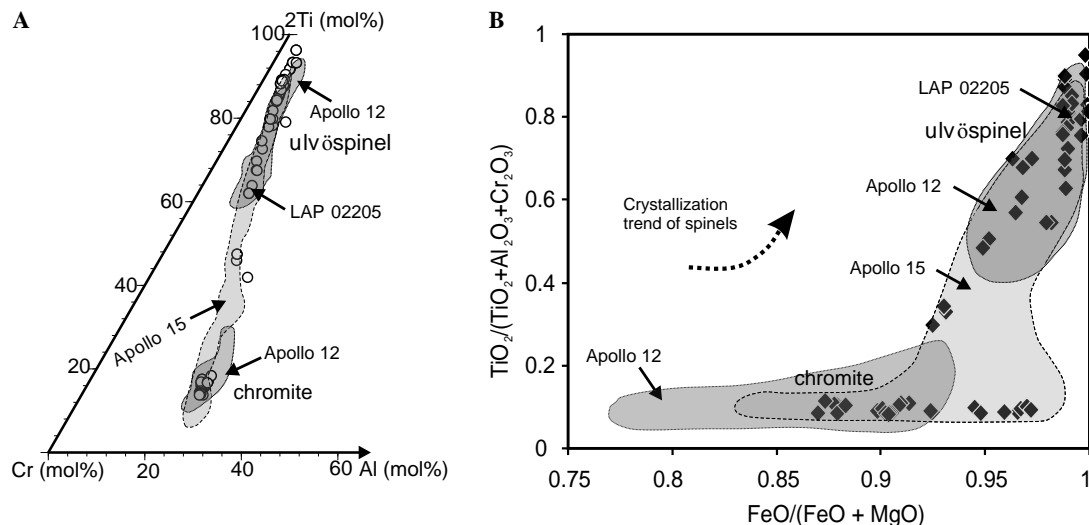 A
2Ti (mol%)
100
Apollo 12
80
ulvöspinel
60
LAP 02205
40
Apollo 15
Apollo 12
20
chromite
Cr (mol%)
20
40
60
Al (mol%)
B
1
LAP 02205
0.8
ulvöspinel
Apollo 12
0.6
Crystallization
trend of spinels
Apollo 15
0.4
Apollo 12
chromite
0.2
0
TiO₂/(TiO₂+Al₂O₃+Cr₂O₃)
0.75
0.8
0.85
0.9
0.95
1
FeO/(FeO + MgO)